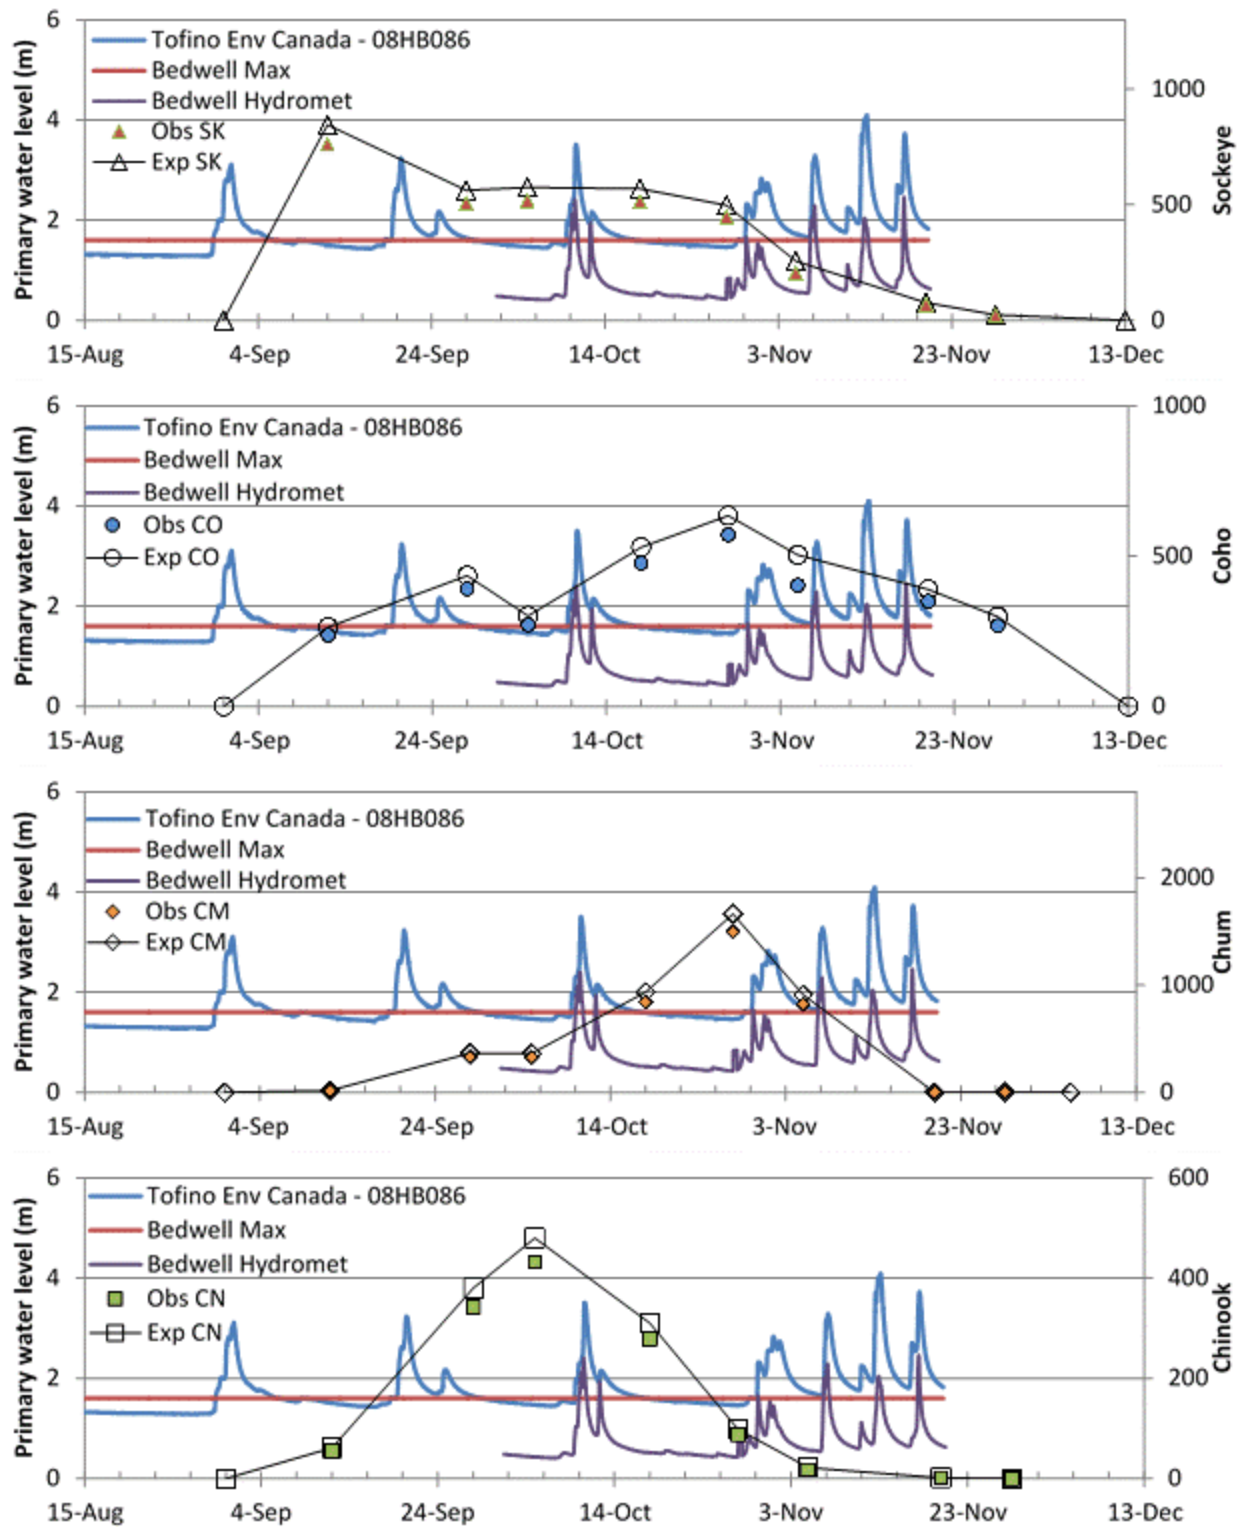 Primary water level (m)
6
4
2
0
Tofino Env Canada - 08HB086
Bedwell Max
Bedwell Hydromet
Obs SK
Exp SK
1000
500
0
Sockeye
15-Aug 4-Sep 24-Sep 14-Oct 3-Nov 23-Nov 13-Dec
Primary water level (m)
6
4
2
0
Tofino Env Canada - 08HB086
Bedwell Max
Bedwell Hydromet
Obs CO
Exp CO
1000
500
0
Coho
15-Aug 4-Sep 24-Sep 14-Oct 3-Nov 23-Nov 13-Dec
Primary water level (m)
6
4
2
0
Tofino Env Canada - 08HB086
Bedwell Max
Bedwell Hydromet
Obs CM
Exp CM
2000
1000
0
Chum
15-Aug 4-Sep 24-Sep 14-Oct 3-Nov 23-Nov 13-Dec
Primary water level (m)
6
4
2
0
Tofino Env Canada - 08HB086
Bedwell Max
Bedwell Hydromet
Obs CN
Exp CN
600
400
200
0
Chinook
15-Aug 4-Sep 24-Sep 14-Oct 3-Nov 23-Nov 13-Dec